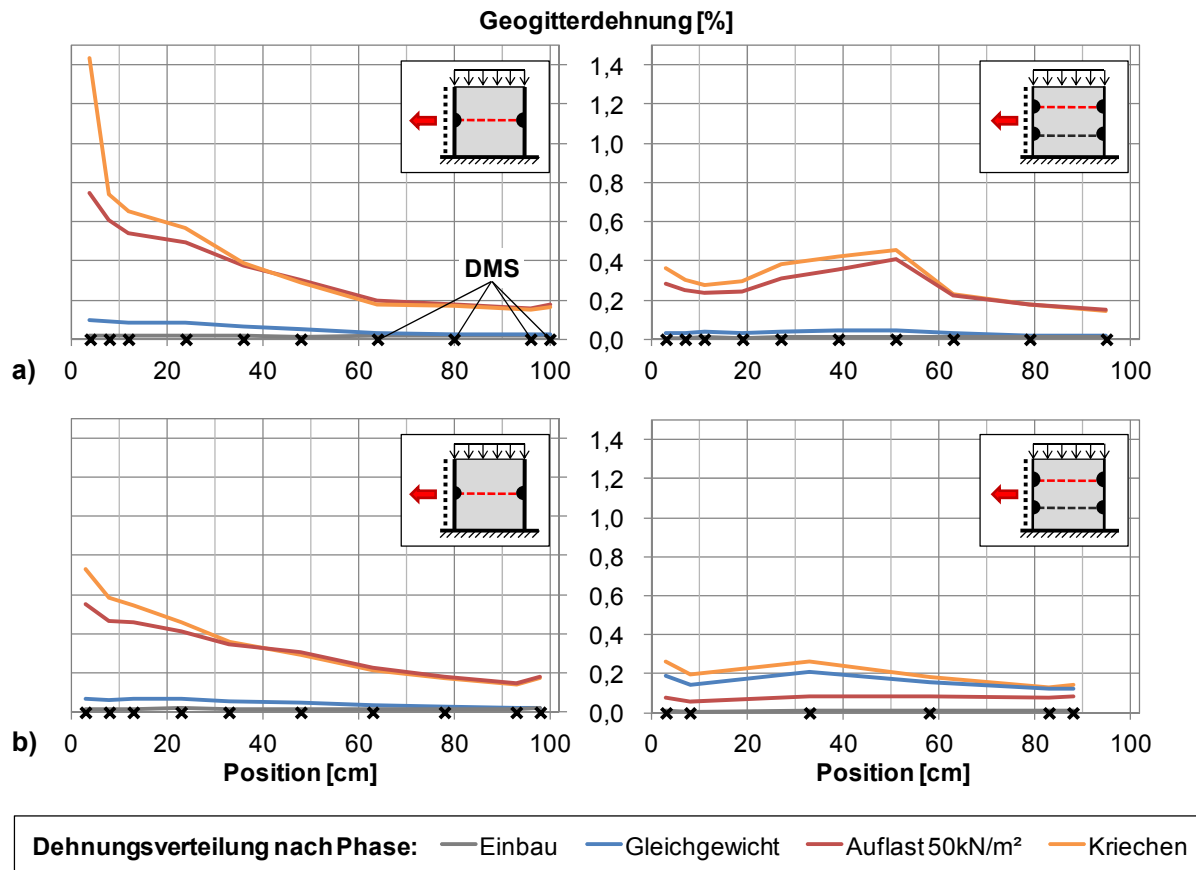 Geogitterdehnung [%]
1,4
1,2
1,0
0,8
0,6
0,4
0,2
0,0
DMS
a)
0 20 40 60 80 100
0 20 40 60 80 100
1,4
1,2
1,0
0,8
0,6
0,4
0,2
0,0
b)
0 20 40 60 80 100
0 20 40 60 80 100
Position [cm]
Position [cm]
Dehnungsverteilung nach Phase: Einbau Gleichgewicht Auflast 50kN/m² Kriechen